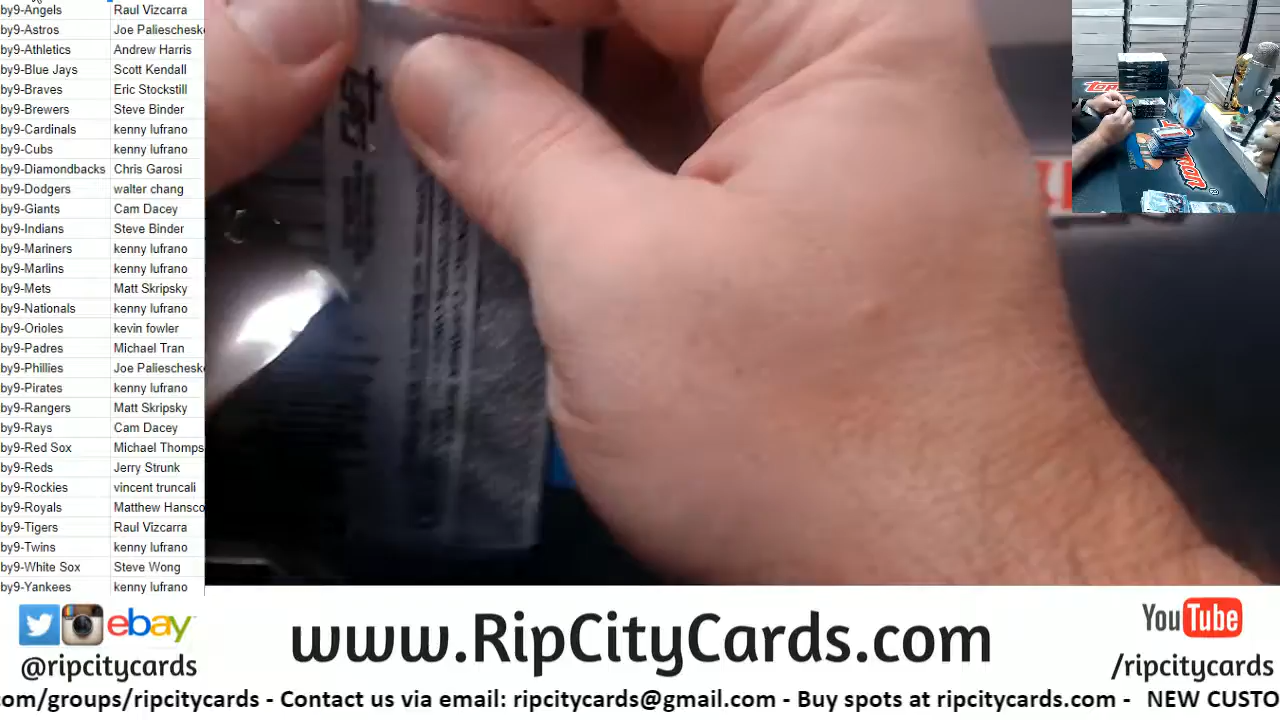 by9-Angels Raul Vizcarra
by9-Astros Joe Palieschesk
by9-Athletics Andrew Harris
by9-Blue Jays Scott Kendall
by9-Braves Eric Stockstill
by9-Brewers Steve Binder
by9-Cardinals kenny lufrano
by9-Cubs kenny lufrano
by9-Diamondbacks Chris Garosi
by9-Dodgers walter chang
by9-Giants Cam Dacey
by9-Indians Steve Binder
by9-Mariners kenny lufrano
by9-Marlins kenny lufrano
by9-Mets Matt Skripsky
by9-Nationals kenny lufrano
by9-Orioles kevin fowler
by9-Padres Michael Tran
by9-Phillies Joe Palieschesk
by9-Pirates kenny lufrano
by9-Rangers Matt Skripsky
by9-Rays Cam Dacey
by9-Red Sox Michael Thomps
by9-Reds Jerry Strunk
by9-Rockies vincent truncali
by9-Royals Matthew Hansco
by9-Tigers Raul Vizcarra
by9-Twins kenny lufrano
by9-White Sox Steve Wong
by9-Yankees kenny lufrano
ebay
@ripcitycards
www.RipCityCards.com
YouTube
/ripcitycards
com/groups/ripcitycards - Contact us via email: ripcitycards@gmail.com - Buy spots at ripcitycards.com - NEW CUSTO